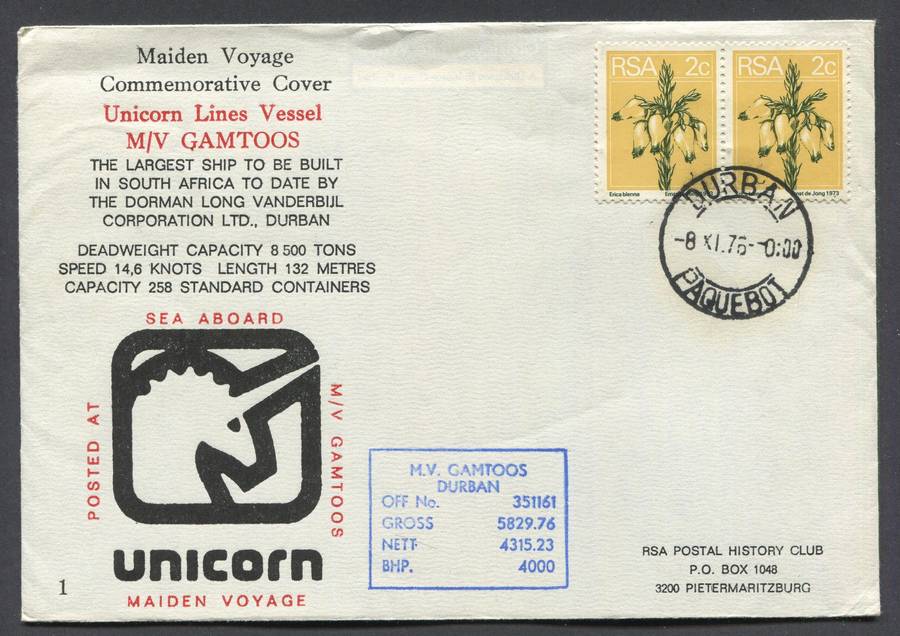 Maiden Voyage
Commemorative Cover
Unicorn Lines Vessel
M/V GAMTOOS
THE LARGEST SHIP TO BE BUILT
IN SOUTH AFRICA TO DATE BY
THE DORMAN LONG VANDERBIJL
CORPORATION LTD., DURBAN
DEADWEIGHT CAPACITY 8 500 TONS
SPEED 14,6 KNOTS LENGTH 132 METRES
CAPACITY 258 STANDARD CONTAINERS
POSTED AT
SEA ABOARD
M/V GAMTOOS
unicorn
MAIDEN VOYAGE
1
RSA 2c
Erica blenna
RSA 2c
de Jong 1973
DURBAN
-8 XI.76-0:00
PAQUEBOT
M.V. GAMTOOS
DURBAN
OFF No. 351161
GROSS 5829.76
NETT 4315.23
BHP. 4000
RSA POSTAL HISTORY CLUB
P.O. BOX 1048
3200 PIETERMARITZBURG